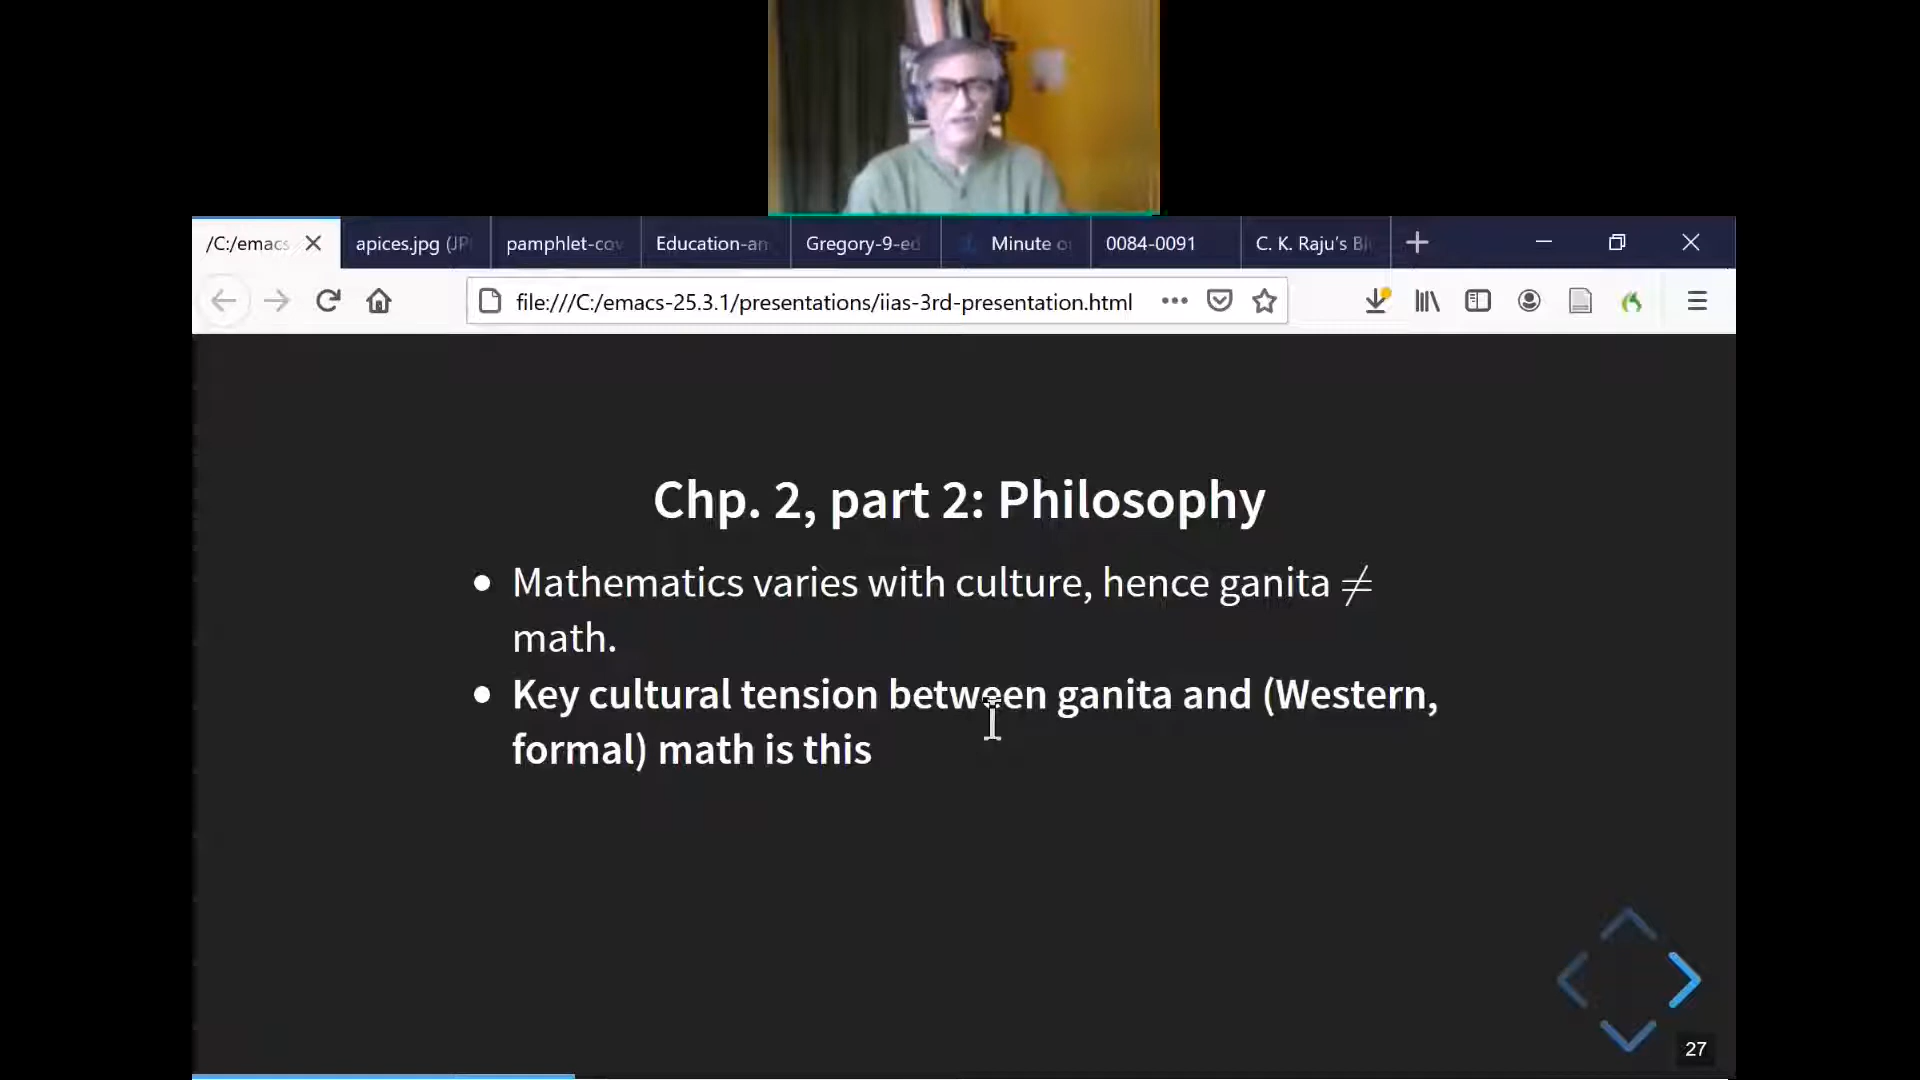 /C:/emacs
apices.jpg (JP
pamphlet-cov
Education-an
Gregory-9-ed
Minute o
0084-0091
C. K. Raju's Bl
file:///C:/emacs-25.3.1/presentations/iias-3rd-presentation.html
Chp. 2, part 2: Philosophy
• Mathematics varies with culture, hence ganita ≠
math.
• Key cultural tension between ganita and (Western,
formal) math is this
27